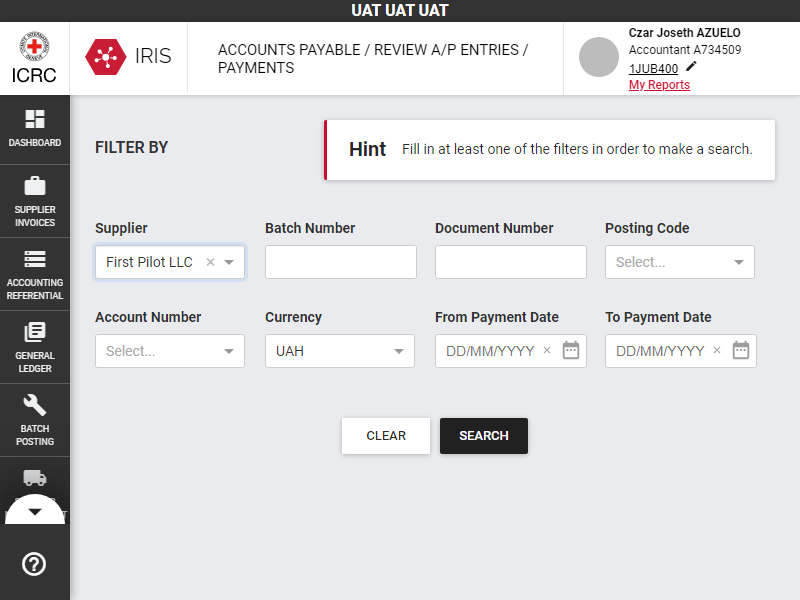 UAT UAT UAT
ICRC
IRIS
ACCOUNTS PAYABLE / REVIEW A/P ENTRIES /
PAYMENTS
Czar Joseth AZUELO
Accountant A734509
1JUB400
My Reports
DASHBOARD
SUPPLIER
INVOICES
ACCOUNTING
REFERENTIAL
GENERAL
LEDGER
BATCH
POSTING
FILTER BY
Hint Fill in at least one of the filters in order to make a search.
Supplier Batch Number Document Number Posting Code
First Pilot LLC × Select...
Account Number Currency From Payment Date To Payment Date
Select... UAH DD/MM/YYYY × DD/MM/YYYY ×
CLEAR SEARCH